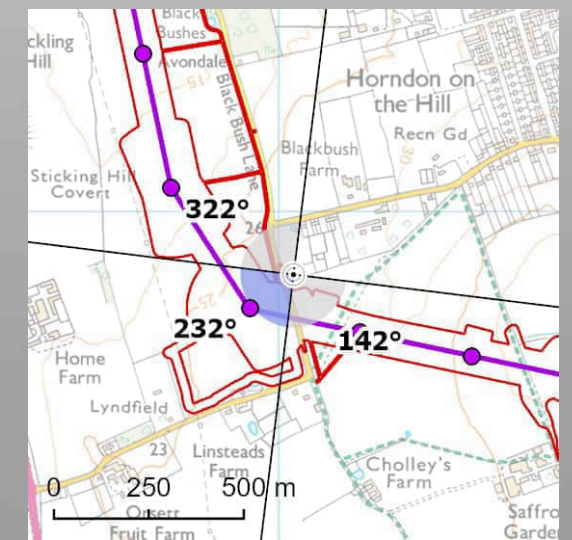 Black
Bushes
ckling
Hill
Avondale
15
Horndon on
the Hill
Black Bush Lane
Recn Gd
30
Blackbush
Farm
Sticking Hill
Covert
322°
26
25
232°
142°
Home
Farm
Lyndfield
23
Linsteads
Farm
Cholley's
Farm
0 250 500 m
Orsett
Fruit Farm
Saffro
Garde